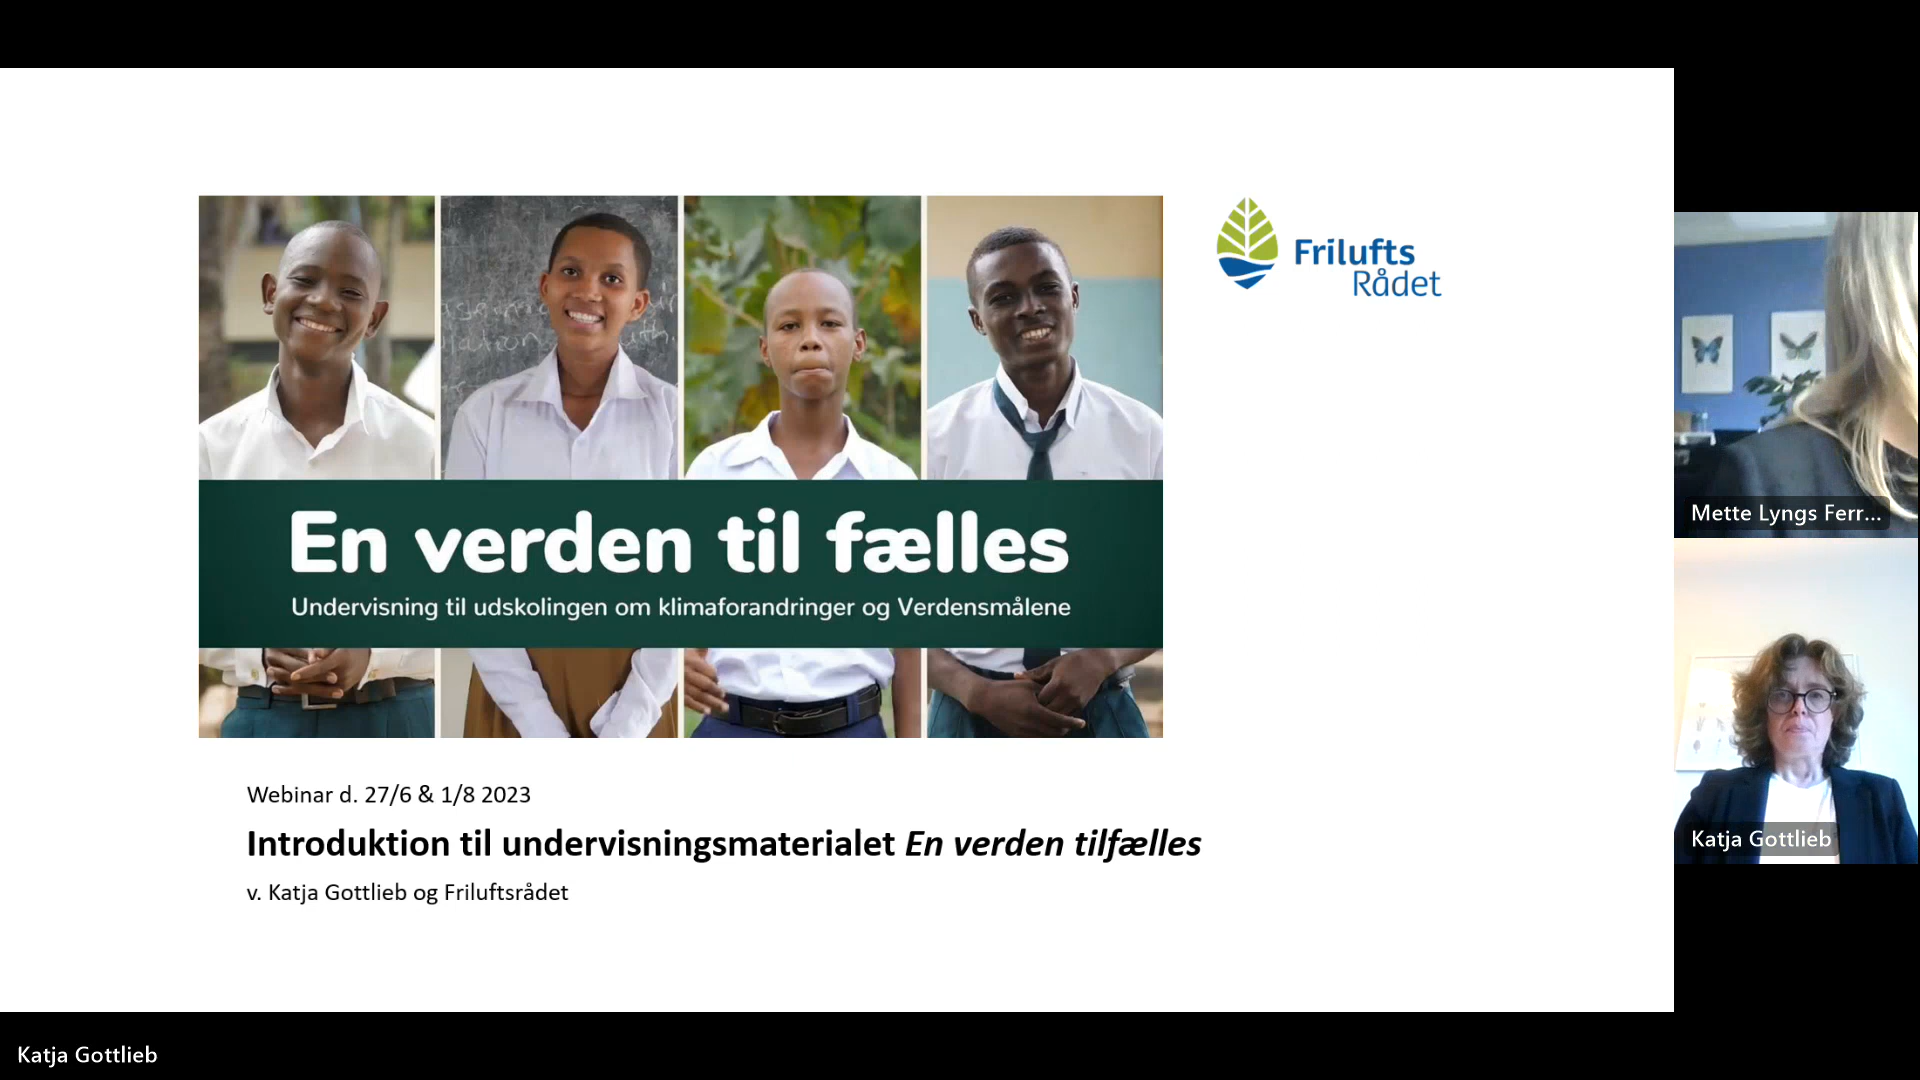 Frilufts
Rådet
En verden til fælles
Undervisning til udskolingen om klimaforandringer og Verdensmålene
Webinar d. 27/6 & 1/8 2023
Introduktion til undervisningsmaterialet En verden tilfælles
v. Katja Gottlieb og Friluftsrådet
Mette Lyngs Ferr...
Katja Gottlieb
Katja Gottlieb